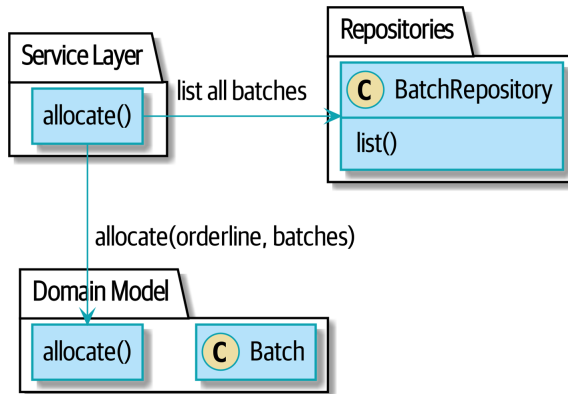 Repositories
Service Layer
C BatchRepository
list all batches
allocate()
list()
allocate(orderline, batches)
Domain Model
allocate()
C Batch